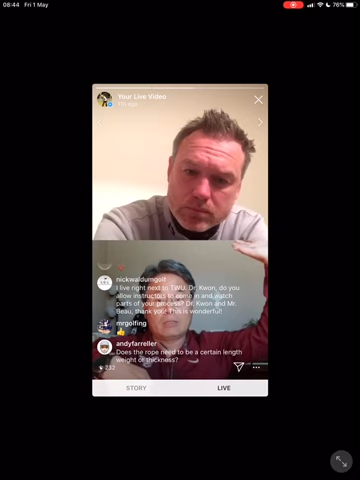 08:44 Fri 1 May
76%
Your Live Video
nickwaldumgolf
I live right next to TWU. Dr. Kwon, do you
allow instructors to come in and watch
parts of your process? Dr. Kwon and Mr.
Beau, thank you! This is wonderful!
mrgolfing
andyfarreller
Does the rope need to be a certain length
weight or thickness?
232
STORY LIVE